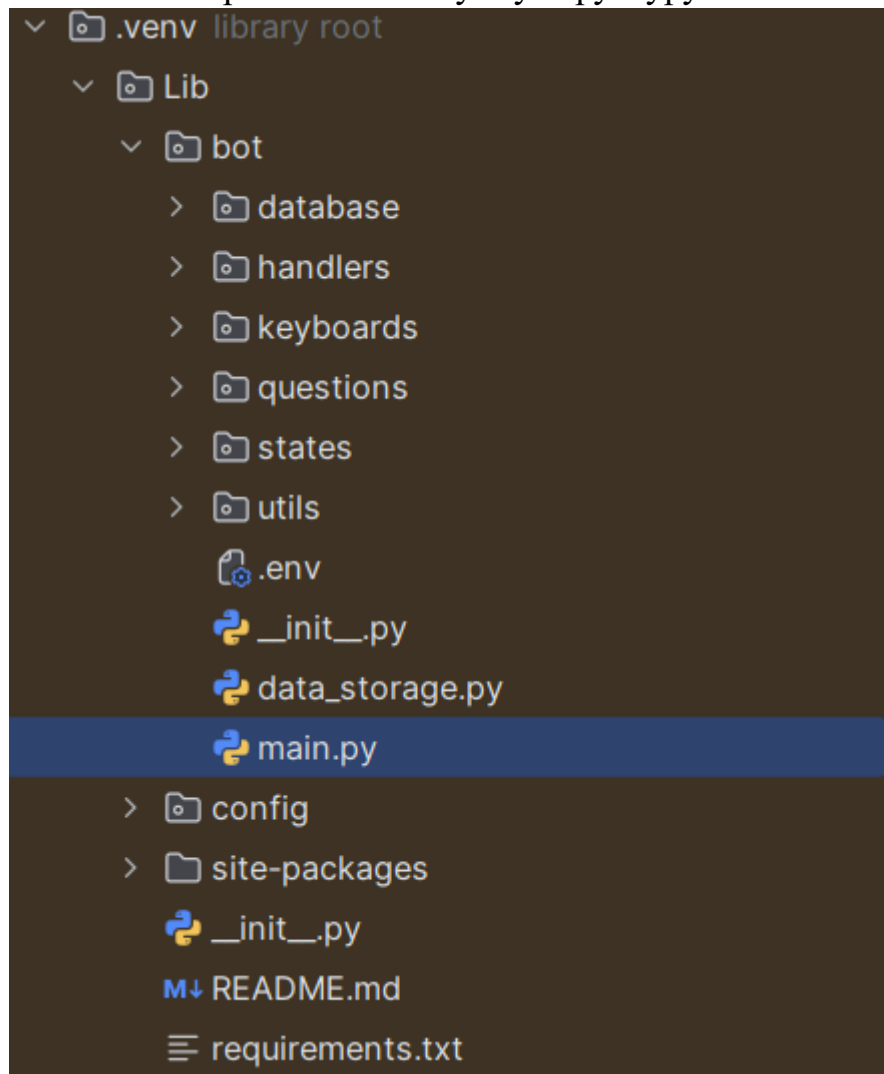 .venv library root
Lib
bot
database
handlers
keyboards
questions
states
utils
.env
__init__.py
data_storage.py
main.py
config
site-packages
__init__.py
M↓ README.md
requirements.txt